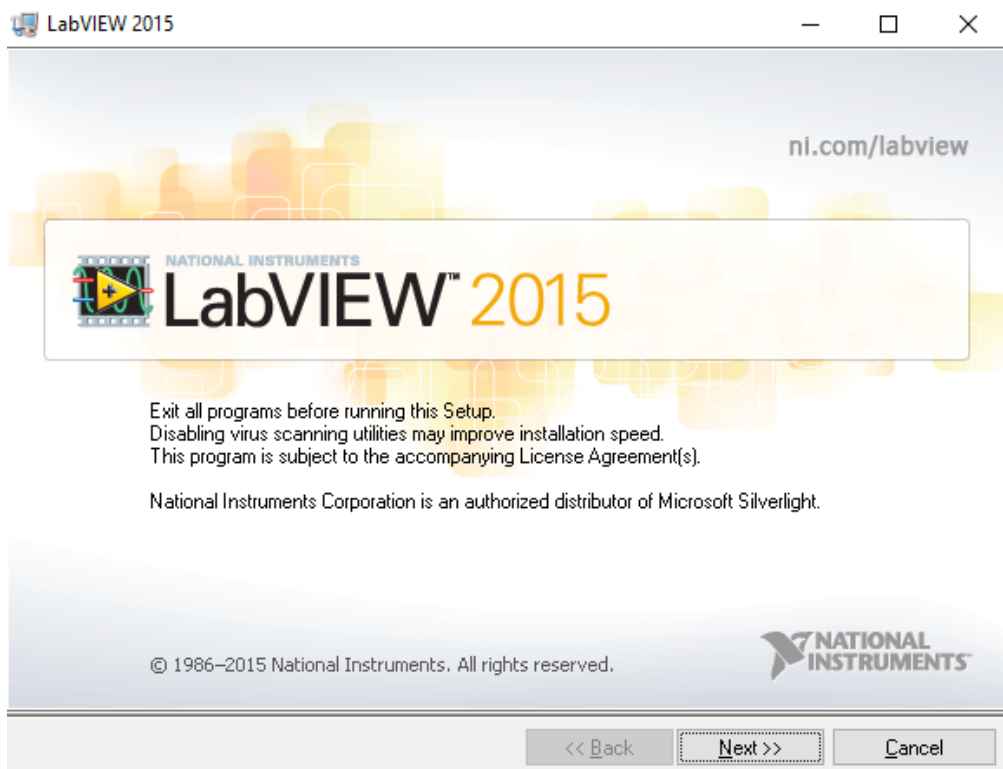 LabVIEW 2015
ni.com/labview
NATIONAL INSTRUMENTS
LabVIEW™ 2015
Exit all programs before running this Setup.
Disabling virus scanning utilities may improve installation speed.
This program is subject to the accompanying License Agreement(s).
National Instruments Corporation is an authorized distributor of Microsoft Silverlight.
© 1986–2015 National Instruments. All rights reserved.
NATIONAL
INSTRUMENTS™
<< Back Next >> Cancel